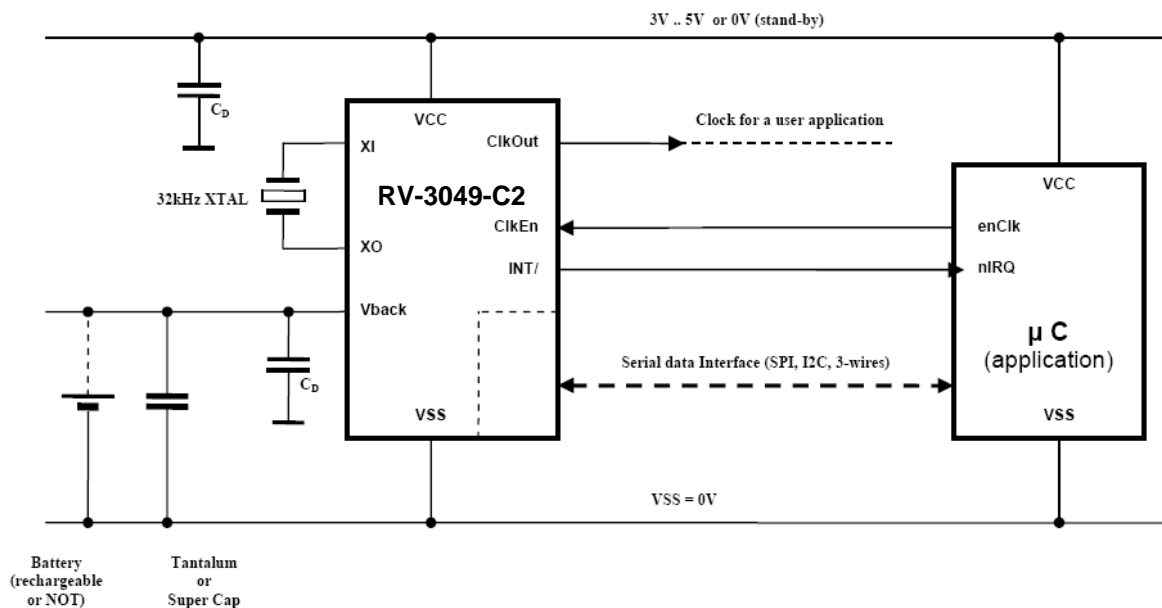 3V .. 5V or 0V (stand-by)
C_D
VCC
XI
ClkOut
Clock for a user application
RV-3049-C2
32kHz XTAL
VCC
ClkEn
enClk
XO
INT/
nIRQ
Vback
µ C
(application)
Serial data Interface (SPI, I2C, 3-wires)
C_D
VSS
VSS
VSS = 0V
Battery
(rechargeable
or NOT)
Tantalum
or
Super Cap